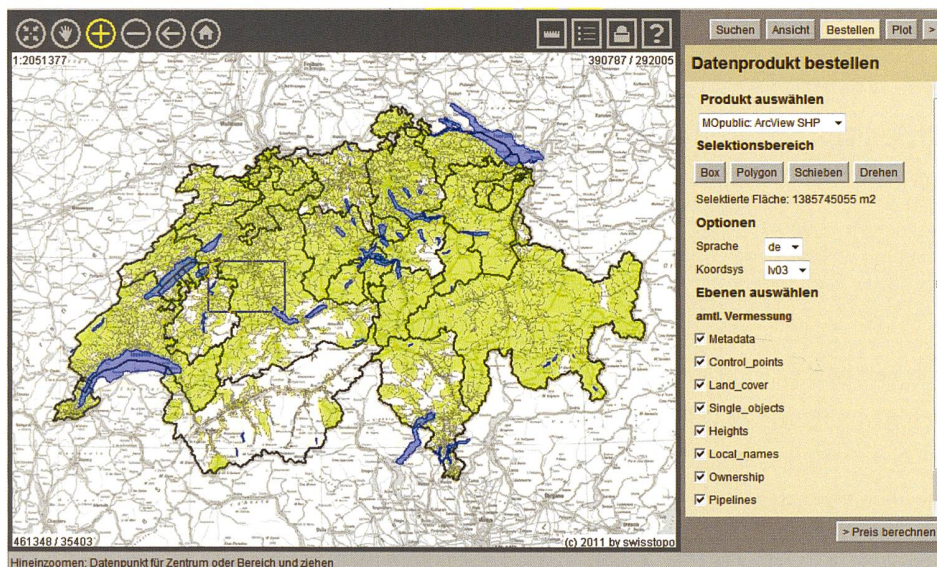 Suchen Ansicht Bestellen Plot >
1:2051377
390787 / 292005
Datenprodukt bestellen
Produkt auswählen
MOpublic: ArcView SHP
Selektionsbereich
Box Polygon Schieben Drehen
Selektierte Fläche: 1385745055 m2
Optionen
Sprache de
Koordsys lv03
Ebenen auswählen
amtl. Vermessung
Metadata
Control_points
Land_cover
Single_objects
Heights
Local_names
Ownership
Pipelines
461348 / 35403
(c) 2011 by swisstopo
> Preis berechnen
Hineinzoomen: Datenpunkt für Zentrum oder Bereich und ziehen